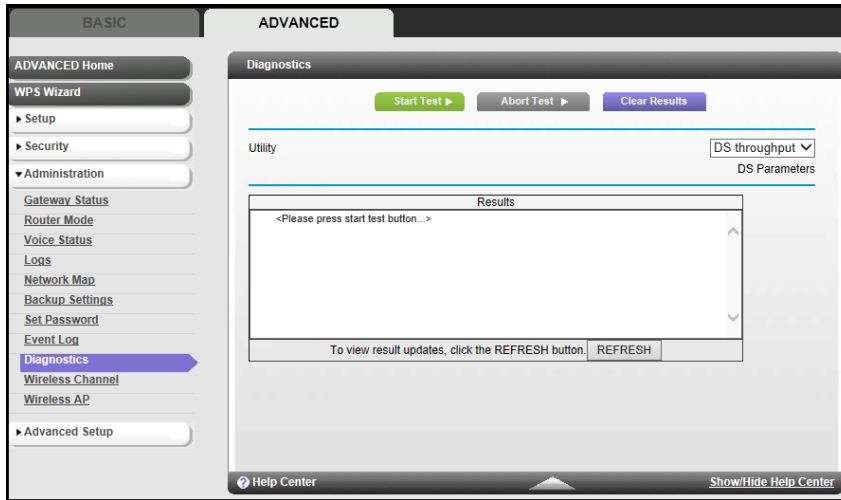 BASIC
ADVANCED
ADVANCED Home
WPS Wizard
Setup
Security
Administration
Gateway Status
Router Mode
Voice Status
Logs
Network Map
Backup Settings
Set Password
Event Log
Diagnostics
Wireless Channel
Wireless AP
Advanced Setup
Diagnostics
Start Test
Abort Test
Clear Results
Utility
DS throughput
DS Parameters
Results
<Please press start test button...>
To view result updates, click the REFRESH button. REFRESH
Help Center
Show/Hide Help Center